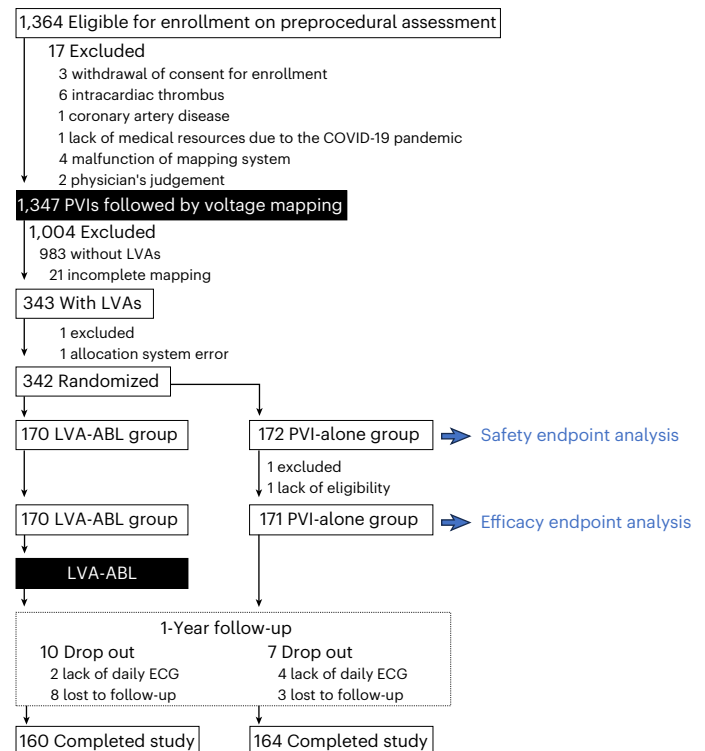 1,364 Eligible for enrollment on preprocedural assessment
17 Excluded
3 withdrawal of consent for enrollment
6 intracardiac thrombus
1 coronary artery disease
1 lack of medical resources due to the COVID-19 pandemic
4 malfunction of mapping system
2 physician's judgement
1,347 PVIs followed by voltage mapping
1,004 Excluded
983 without LVAs
21 incomplete mapping
343 With LVAs
1 excluded
1 allocation system error
342 Randomized
170 LVA-ABL group
172 PVI-alone group
Safety endpoint analysis
1 excluded
1 lack of eligibility
170 LVA-ABL group
171 PVI-alone group
Efficacy endpoint analysis
LVA-ABL
1-Year follow-up
10 Drop out
2 lack of daily ECG
8 lost to follow-up
7 Drop out
4 lack of daily ECG
3 lost to follow-up
160 Completed study
164 Completed study